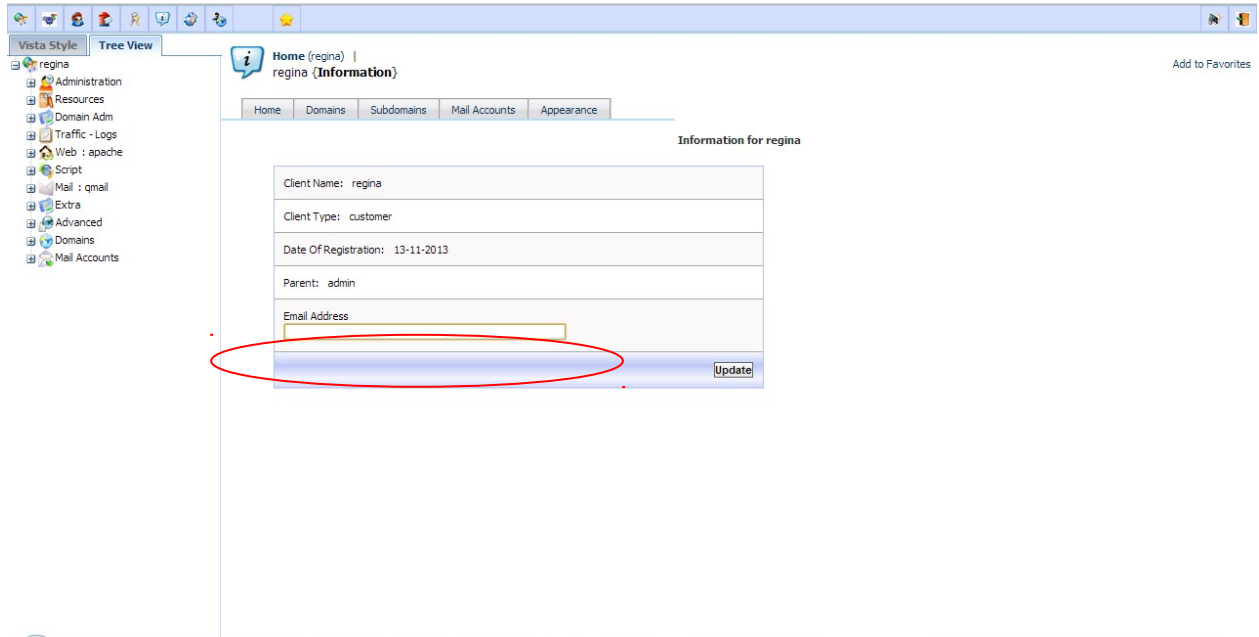 Vista Style Tree View
regina
Administration
Resources
Domain Adm
Traffic - Logs
Web : apache
Script
Mail : qmail
Extra
Advanced
Domains
Mail Accounts
Home (regina) |
regina {Information}
Add to Favorites
Home Domains Subdomains Mail Accounts Appearance
Information for regina
Client Name: regina
Client Type: customer
Date Of Registration: 13-11-2013
Parent: admin
Email Address
Update